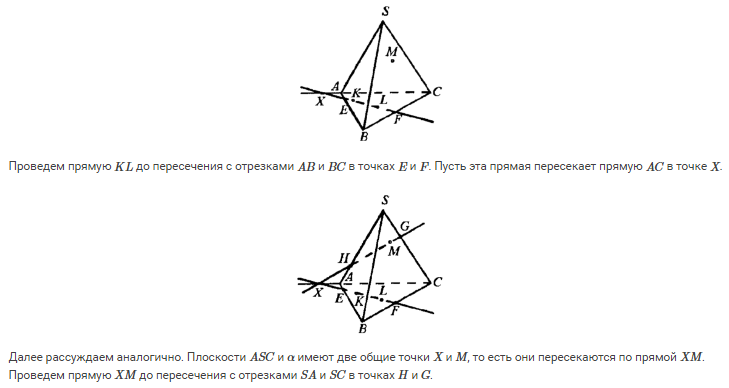 S
M
A
K
L
C
X
E
F
B
Проведем прямую KL до пересечения с отрезками AB и BC в точках E и F. Пусть эта прямая пересекает прямую AC в точке X.
S
G
H
M
A
L
C
X
E
K
F
B
Далее рассуждаем аналогично. Плоскости ASC и α имеют две общие точки X и M, то есть они пересекаются по прямой XM.
Проведем прямую XM до пересечения с отрезками SA и SC в точках H и G.